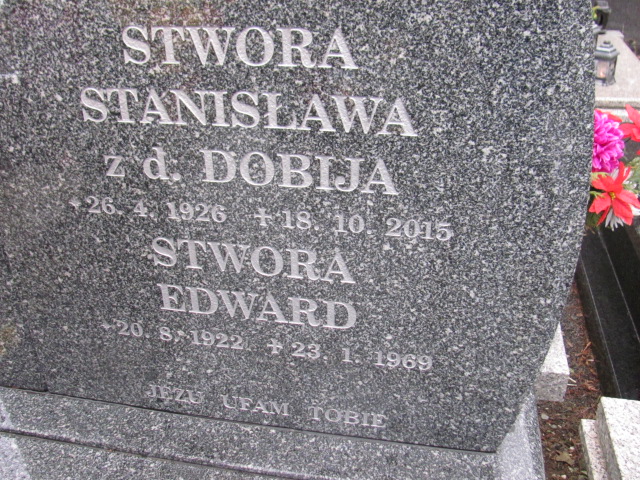 STWORA
STANISŁAWA
z d. DOBIJA
*26. 4. 1926 +18. 10. 2015
STWORA
EDWARD
*20. 8. 1922 +23. 1. 1969
JEZU UFAM TOBIE